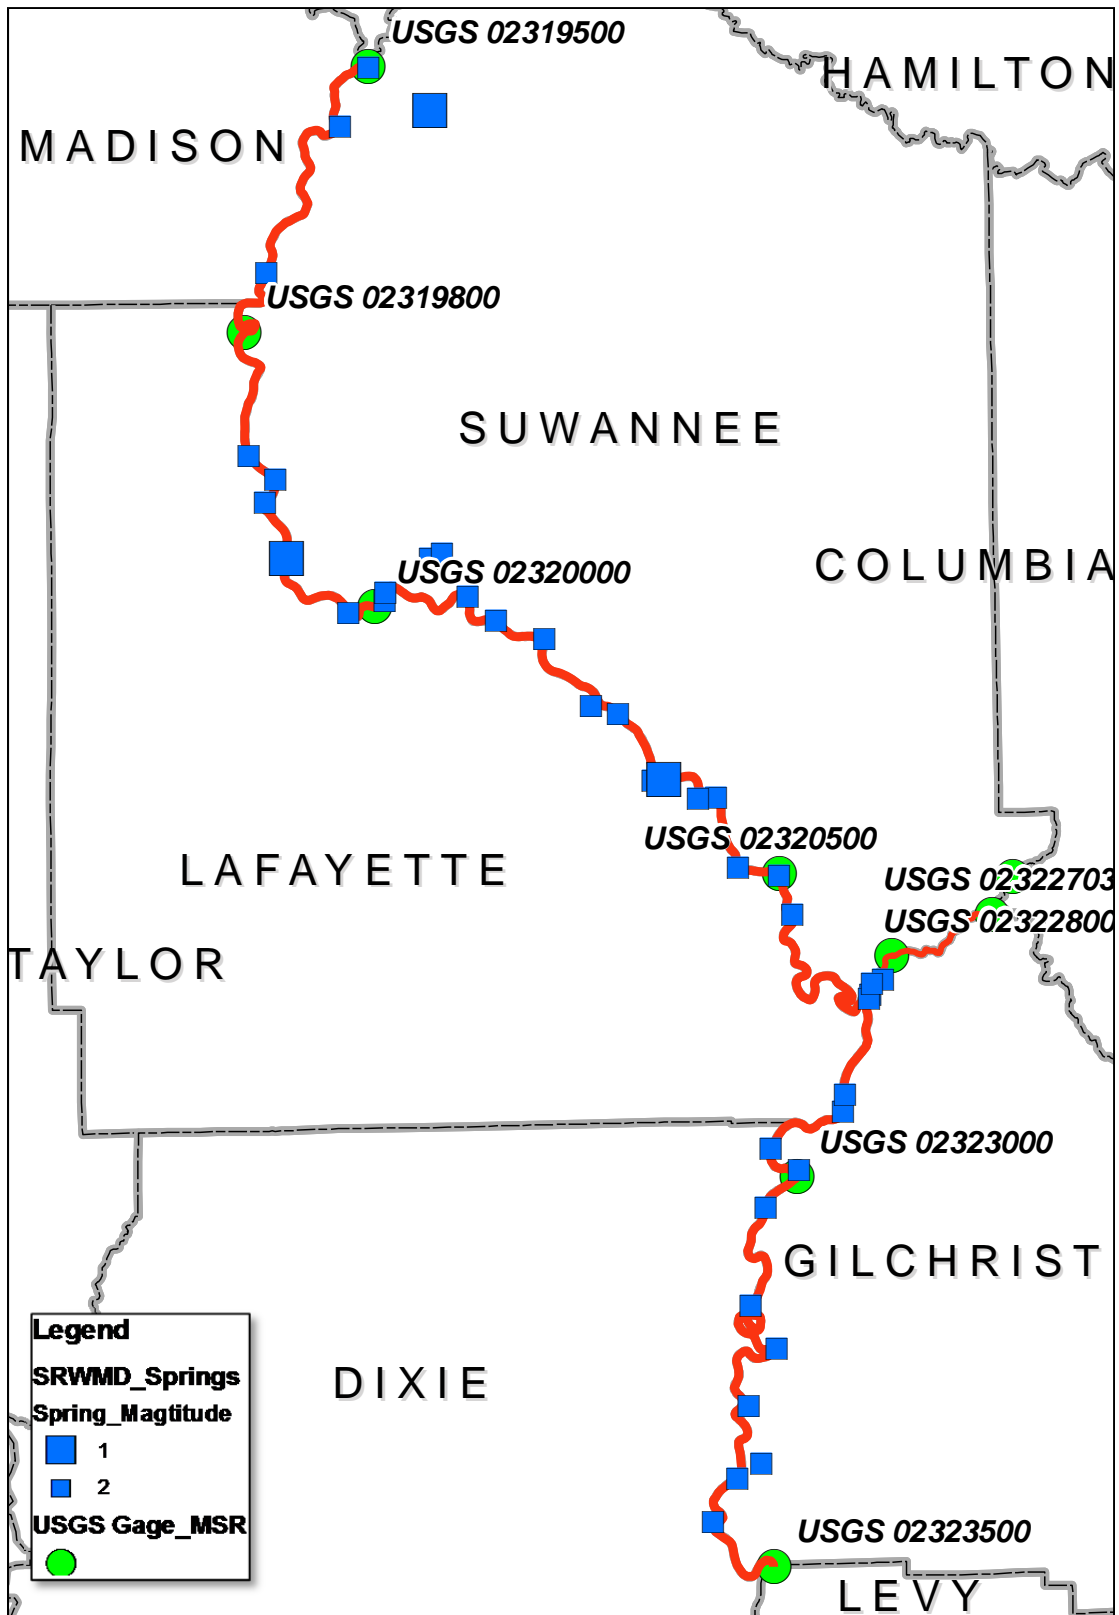 USGS 02319500
HAMILTON
MADISON
USGS 02319800
SUWANNEE
COLUMBIA
USGS 02320000
USGS 02320500
LAFAYETTE
USGS 02322703
USGS 02322800
TAYLOR
USGS 02323000
GILCHRIST
Legend
SRWMD_Springs
Spring_Magtitude
1
2
USGS Gage_MSR
DIXIE
USGS 02323500
LEVY